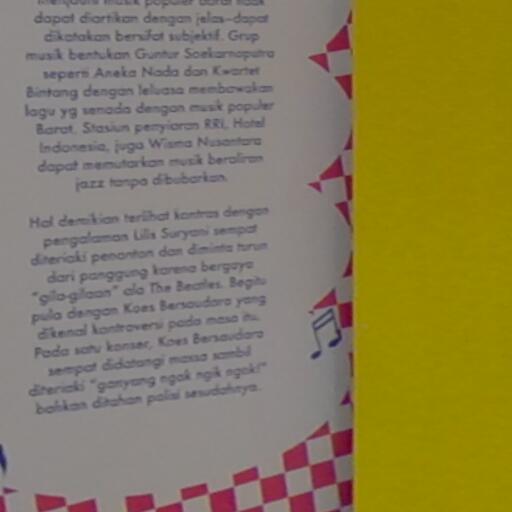 menjauhi musik populer barat tidak
dapat diartikan dengan jelas–dapat
dikatakan bersifat subjektif. Grup
musik bentukan Guntur Soekarnoputra
seperti Aneka Nada dan Kwartet
Bintang dengan leluasa membawakan
lagu yg senada dengan musik populer
Barat. Stasiun penyiaran RRI, Hotel
Indonesia, juga Wisma Nusantara
dapat memutarkan musik beraliran
jazz tanpa dibubarkan.
Hal demikian terlihat kontras dengan
pengalaman Lilis Suryani sempat
diteriaki penonton dan diminta turun
dari panggung karena bergaya
"gila-gilaan" ala The Beatles. Begitu
pula dengan Koes Bersaudara yang
dikenal kontroversi pada masa itu.
Pada satu konser, Koes Bersaudara
sempat didatangi massa sambil
diteriaki "ganyang ngak ngik ngok!"
bahkan ditahan polisi sesudahnya.